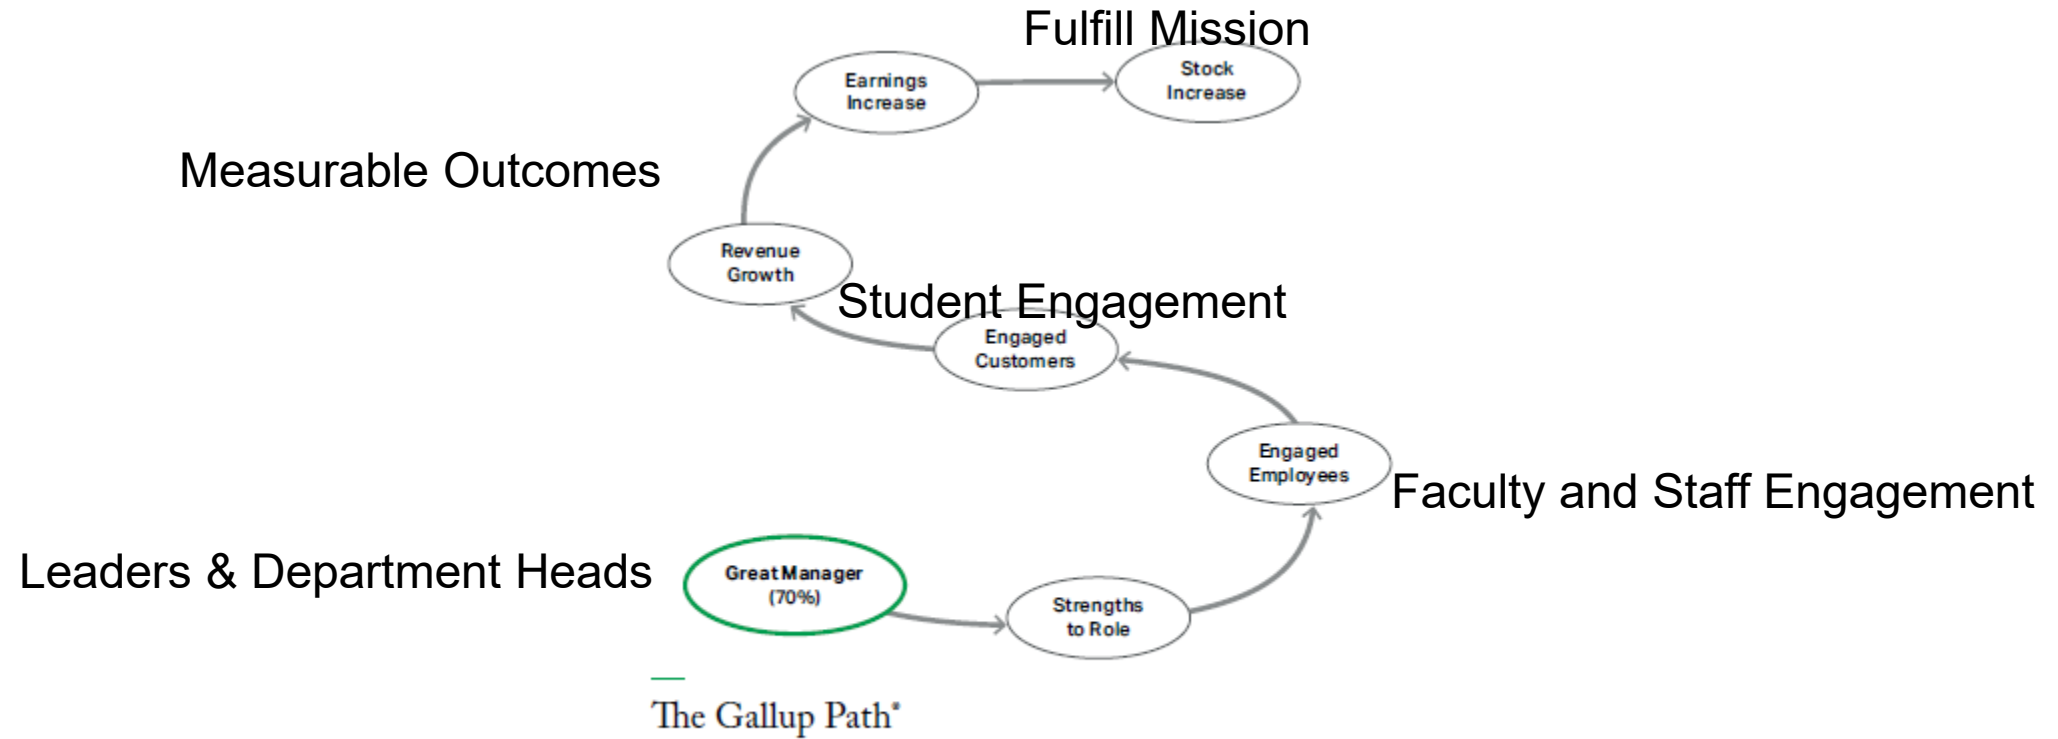 Fulfill Mission
Stock
Increase
Earnings
Increase
Measurable Outcomes
Revenue
Growth
Student Engagement
Engaged
Customers
Engaged
Employees
Faculty and Staff Engagement
Leaders & Department Heads
Great Manager
(70%)
Strengths
to Role
The Gallup Path®